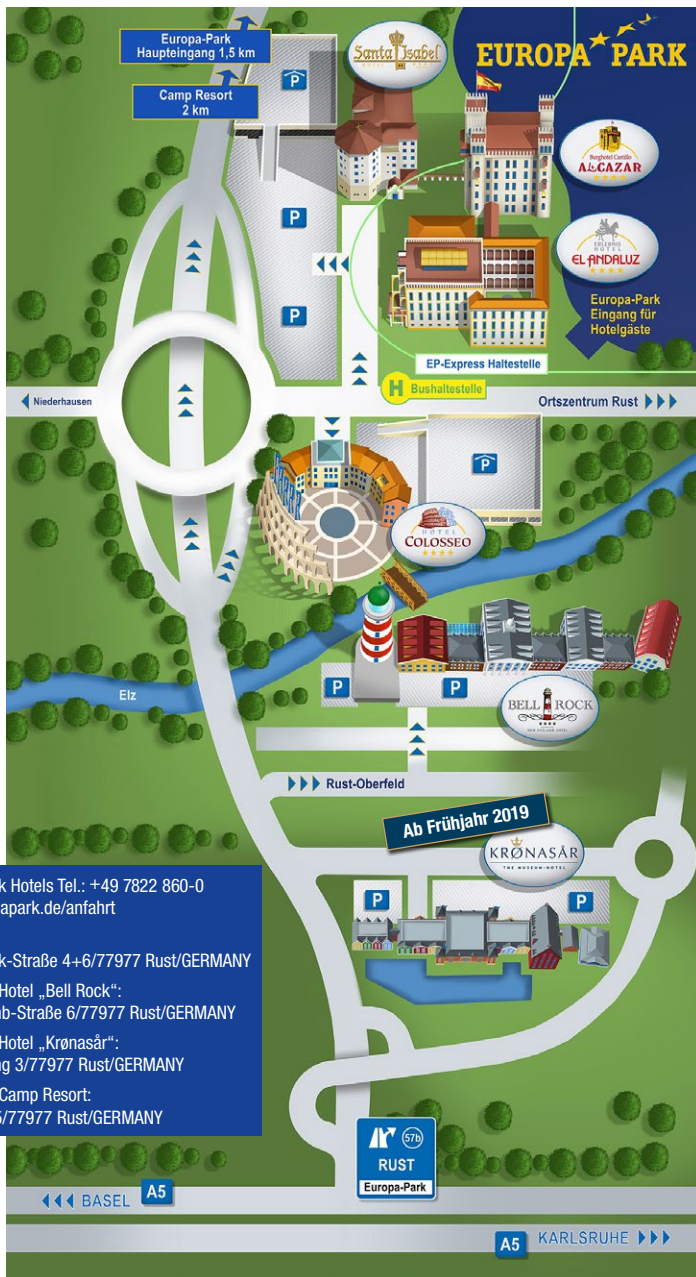 Europa-Park
Haupteingang 1,5 km
Camp Resort
2 km
P
Santa Isabel
EUROPA PARK
P
P
Burghotel Castillo
ALCAZAR
ERLEBNIS
HOTEL
EL ANDALUZ
Europa-Park
Eingang für
Hotelgäste
EP-Express Haltestelle
H Bushaltestelle
Niederhausen
Ortszentrum Rust
P
HOTEL
COLOSSEO
Elz
P
P
BELL ROCK
Rust-Oberfeld
Ab Frühjahr 2019
KRØNASÅR
THE MUSEUM-HOTEL
P
P
k Hotels Tel.: +49 7822 860-0
apark.de/anfahrt
k-Straße 4+6/77977 Rust/GERMANY
Hotel „Bell Rock“:
nb-Straße 6/77977 Rust/GERMANY
Hotel „Krønasår“:
ng 3/77977 Rust/GERMANY
Camp Resort:
5/77977 Rust/GERMANY
57b
RUST
Europa-Park
BASEL A5
A5 KARLSRUHE